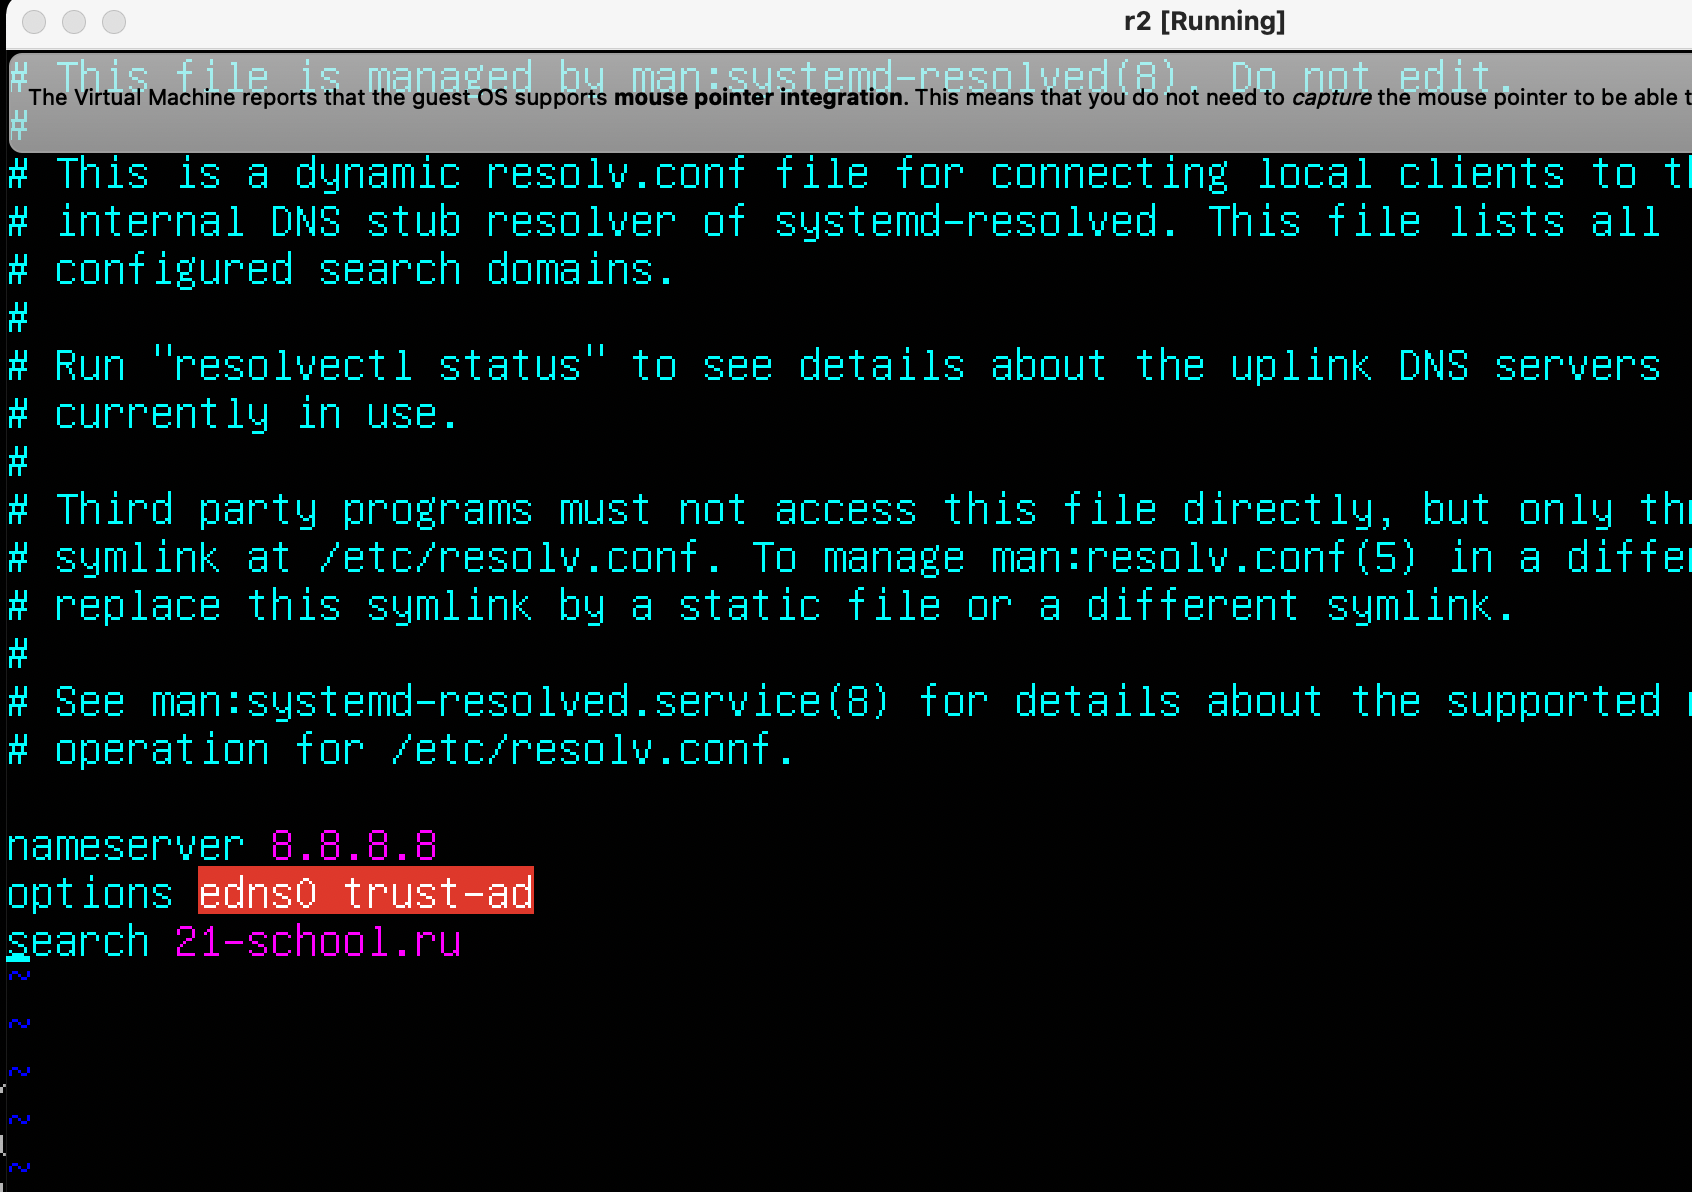 r2 [Running]
# This file is managed by man:systemd-resolved(8). Do not edit.
The Virtual Machine reports that the guest OS supports mouse pointer integration. This means that you do not need to capture the mouse pointer to be able
#
# This is a dynamic resolv.conf file for connecting local clients to
# internal DNS stub resolver of systemd-resolved. This file lists all
# configured search domains.
#
# Run "resolvectl status" to see details about the uplink DNS servers
# currently in use.
#
# Third party programs must not access this file directly, but only
# symlink at /etc/resolv.conf. To manage man:resolv.conf(5) in a
# replace this symlink by a static file or a different symlink.
#
# See man:systemd-resolved.service(8) for details about the supported
# operation for /etc/resolv.conf.
nameserver 8.8.8.8
options edns0 trust-ad
search 21-school.ru
~
~
~
~
~